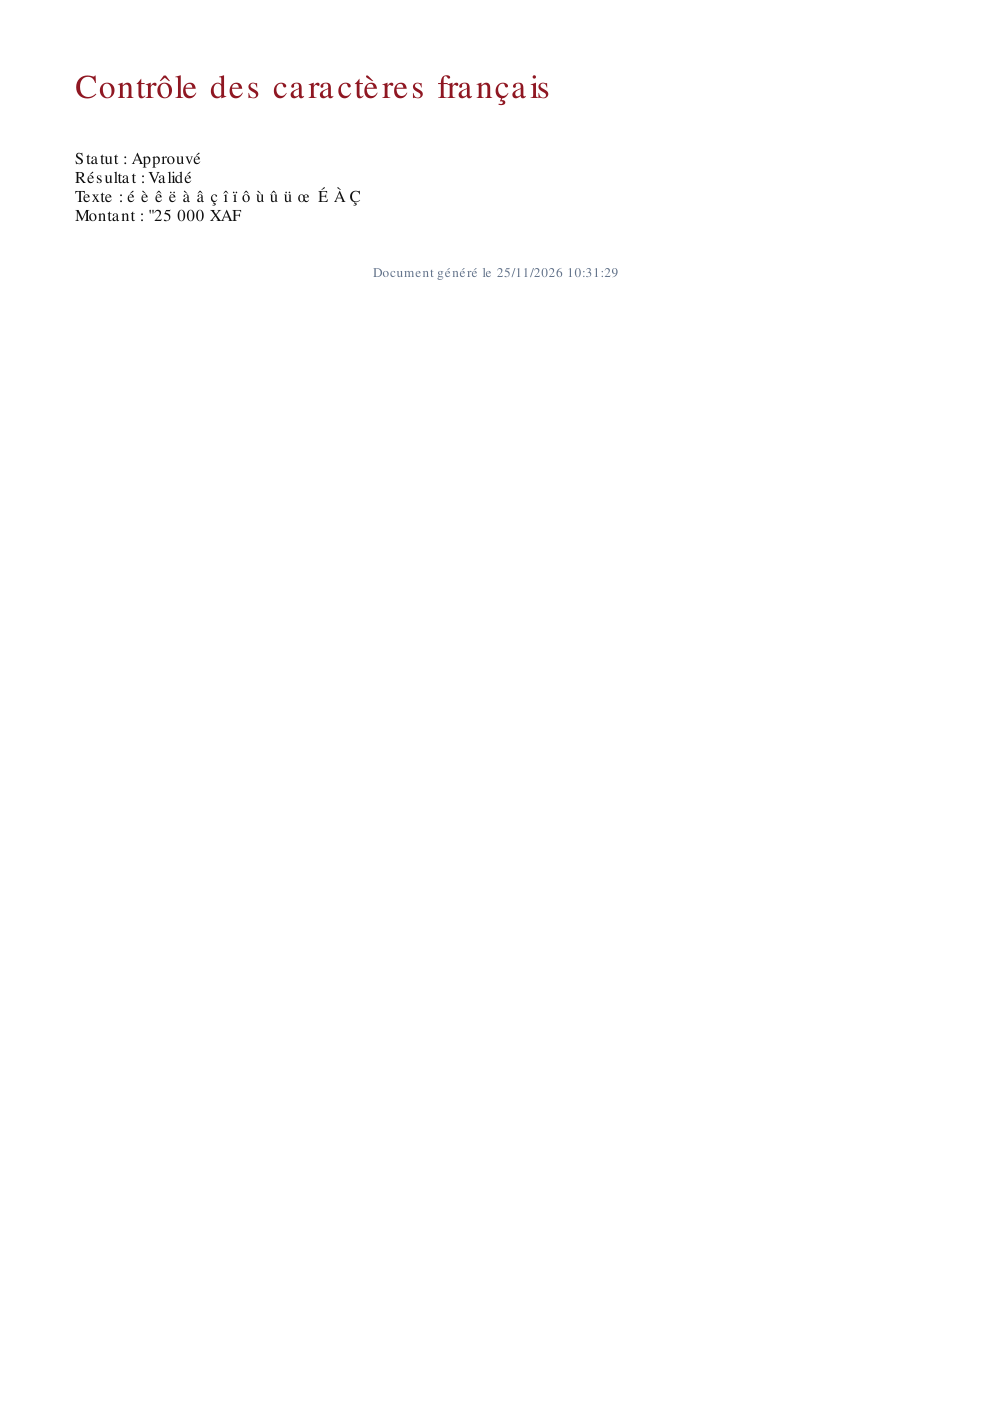 Contrôle des caractères français
Statut : Approuvé
Résultat : Validé
Texte : é è ê ë à â ç î ï ô ù û ü œ É À Ç
Montant : "25 000 XAF
Document généré le 25/11/2026 10:31:29